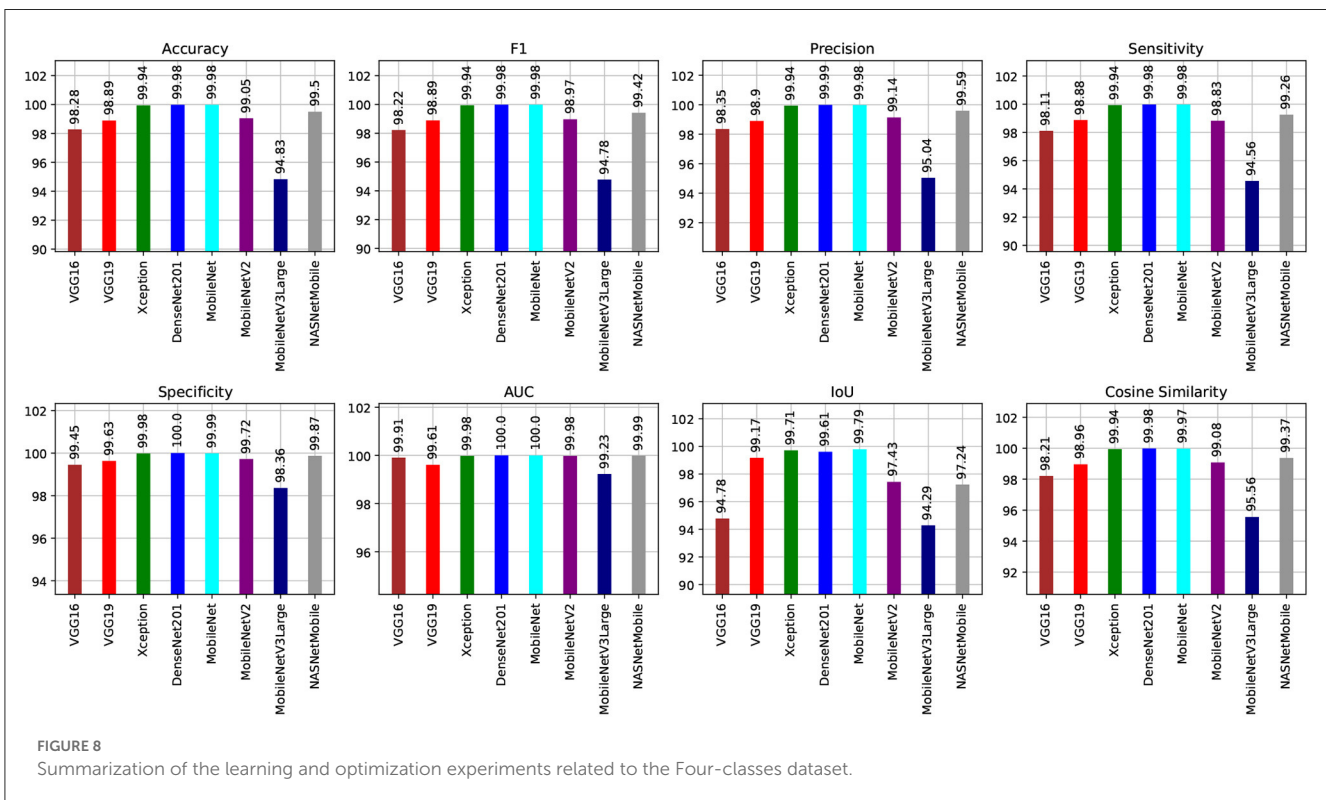 Accuracy
102
100
98
96
94
92
90
98.28
98.89
99.94
99.98
99.98
99.05
94.83
99.5
VGG16
VGG19
Xception
DenseNet201
MobileNet
MobileNetV2
MobileNetV3Large
NASNetMobile
F1
102
100
98
96
94
92
90
98.22
98.89
99.94
99.98
99.98
98.97
94.78
99.42
VGG16
VGG19
Xception
DenseNet201
MobileNet
MobileNetV2
MobileNetV3Large
NASNetMobile
Precision
102
100
98
96
94
92
98.35
98.9
99.94
99.99
99.98
99.14
95.04
99.59
VGG16
VGG19
Xception
DenseNet201
MobileNet
MobileNetV2
MobileNetV3Large
NASNetMobile
Sensitivity
102
100
98
96
94
92
90
98.11
98.88
99.94
99.98
99.98
98.83
94.56
99.26
VGG16
VGG19
Xception
DenseNet201
MobileNet
MobileNetV2
MobileNetV3Large
NASNetMobile
Specificity
102
100
98
96
94
99.45
99.63
99.98
100.0
99.99
99.72
98.36
99.87
VGG16
VGG19
Xception
DenseNet201
MobileNet
MobileNetV2
MobileNetV3Large
NASNetMobile
AUC
102
100
98
96
99.91
99.61
99.98
100.0
100.0
99.98
99.23
99.99
VGG16
VGG19
Xception
DenseNet201
MobileNet
MobileNetV2
MobileNetV3Large
NASNetMobile
IoU
102
100
98
96
94
92
90
94.78
99.17
99.71
99.61
99.79
97.43
94.29
97.24
VGG16
VGG19
Xception
DenseNet201
MobileNet
MobileNetV2
MobileNetV3Large
NASNetMobile
Cosine Similarity
102
100
98
96
94
92
98.21
98.96
99.94
99.98
99.97
99.08
95.56
99.37
VGG16
VGG19
Xception
DenseNet201
MobileNet
MobileNetV2
MobileNetV3Large
NASNetMobile
FIGURE 8
Summarization of the learning and optimization experiments related to the Four-classes dataset.